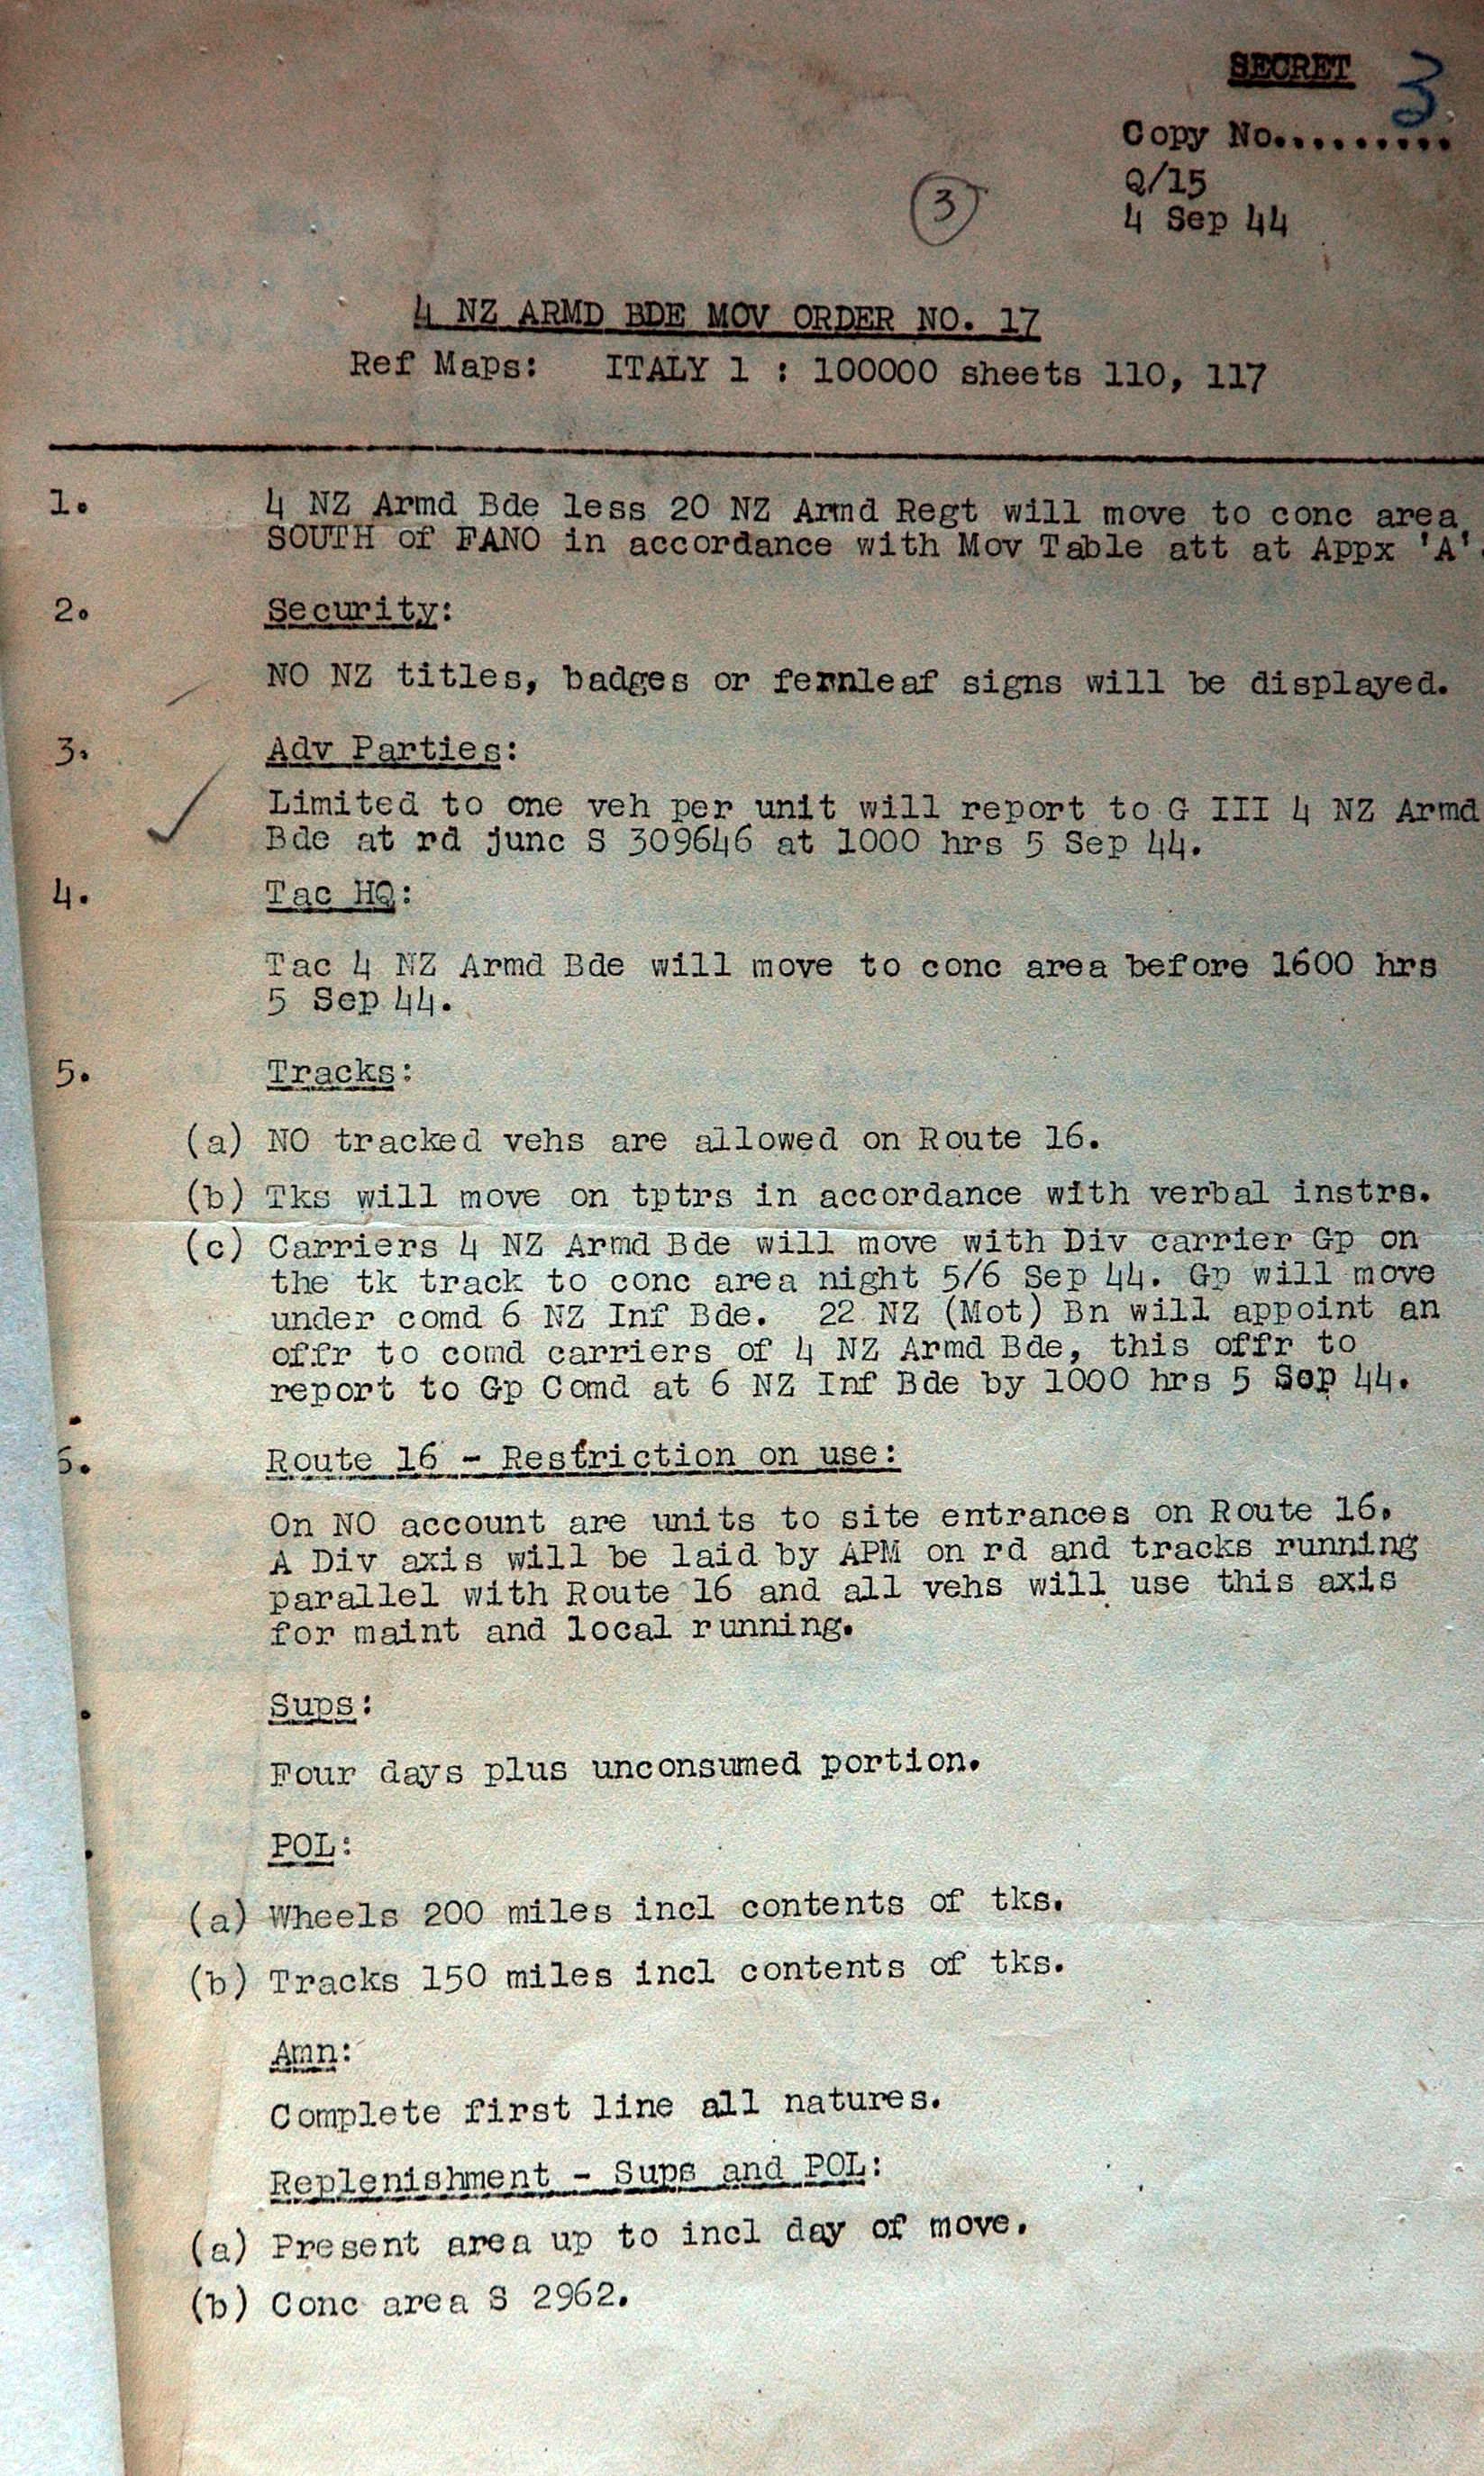 SECRET
3
Copy No..........
Q/15
3
4 Sep 44
4 NZ ARMD BDE MOV ORDER NO. 17
Ref Maps: ITALY 1 : 100000 sheets 110, 117
1. 4 NZ Armd Bde less 20 NZ Armd Regt will move to conc area
SOUTH of FANO in accordance with Mov Table att at Appx 'A'.
2. Security:
NO NZ titles, badges or fernleaf signs will be displayed.
3. Adv Parties:
Limited to one veh per unit will report to G III 4 NZ Armd
Bde at rd junc S 309646 at 1000 hrs 5 Sep 44.
4. Tac HQ:
Tac 4 NZ Armd Bde will move to conc area before 1600 hrs
5 Sep 44.
5. Tracks:
(a) NO tracked vehs are allowed on Route 16.
(b) Tks will move on tptrs in accordance with verbal instrs.
(c) Carriers 4 NZ Armd Bde will move with Div carrier Gp on
the tk track to conc area night 5/6 Sep 44. Gp will move
under comd 6 NZ Inf Bde. 22 NZ (Mot) Bn will appoint an
offr to comd carriers of 4 NZ Armd Bde, this offr to
report to Gp Comd at 6 NZ Inf Bde by 1000 hrs 5 Sep 44.
6. Route 16 - Restriction on use:
On NO account are units to site entrances on Route 16.
A Div axis will be laid by APM on rd and tracks running
parallel with Route 16 and all vehs will use this axis
for maint and local running.
Sups:
Four days plus unconsumed portion.
POL:
(a) Wheels 200 miles incl contents of tks.
(b) Tracks 150 miles incl contents of tks.
Amn:
Complete first line all natures.
Replenishment - Sups and POL:
(a) Present area up to incl day of move.
(b) Conc area S 2962.